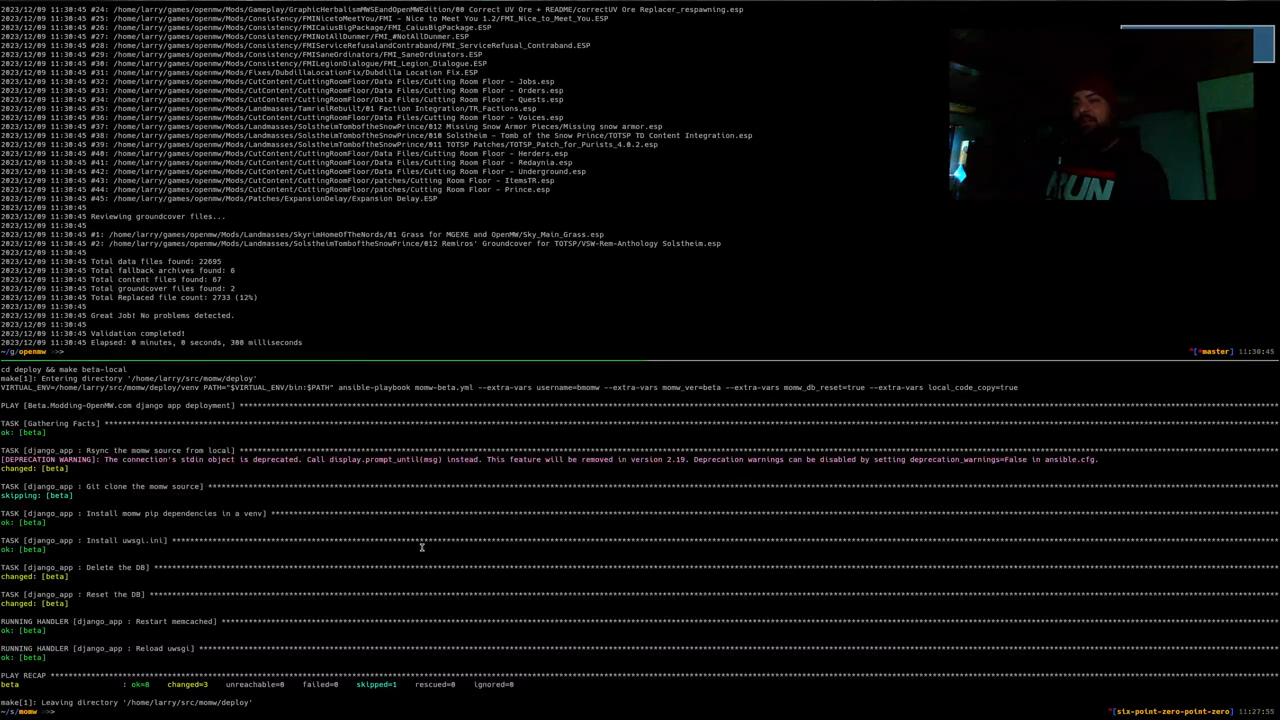 2023/12/09 11:30:45 #24: /home/larry/games/openmw/Mods/Gameplay/GraphicHerbalismMWSEandOpenMWEdition/00 Correct UV Ore + README/correctUV Ore Replacer_respawning.esp
2023/12/09 11:30:45 #25: /home/larry/games/openmw/Mods/Consistency/FMINicetoMeetYou/FMI - Nice to Meet You 1.2/FMI_Nice_to_Meet_You.ESP
2023/12/09 11:30:45 #26: /home/larry/games/openmw/Mods/Consistency/FMICaiusBigPackage/FMI_CaiusBigPackage.ESP
2023/12/09 11:30:45 #27: /home/larry/games/openmw/Mods/Consistency/FMINotAllDunmer/FMI_#NotAllDunmer.ESP
2023/12/09 11:30:45 #28: /home/larry/games/openmw/Mods/Consistency/FMIServiceRefusalandContraband/FMI_ServiceRefusal_Contraband.ESP
2023/12/09 11:30:45 #29: /home/larry/games/openmw/Mods/Consistency/FMISaneOrdinators/FMI_SaneOrdinators.ESP
2023/12/09 11:30:45 #30: /home/larry/games/openmw/Mods/Consistency/FMILegionDialogue/FMI_Legion_Dialogue.ESP
2023/12/09 11:30:45 #31: /home/larry/games/openmw/Mods/Fixes/DubdillaLocationFix/Dubdilla Location Fix.ESP
2023/12/09 11:30:45 #32: /home/larry/games/openmw/Mods/CutContent/CuttingRoomFloor/Data Files/Cutting Room Floor - Jobs.esp
2023/12/09 11:30:45 #33: /home/larry/games/openmw/Mods/CutContent/CuttingRoomFloor/Data Files/Cutting Room Floor - Orders.esp
2023/12/09 11:30:45 #34: /home/larry/games/openmw/Mods/CutContent/CuttingRoomFloor/Data Files/Cutting Room Floor - Quests.esp
2023/12/09 11:30:45 #35: /home/larry/games/openmw/Mods/Landmasses/TamrielRebuilt/01 Faction Integration/TR_Factions.esp
2023/12/09 11:30:45 #36: /home/larry/games/openmw/Mods/CutContent/CuttingRoomFloor/Data Files/Cutting Room Floor - Voices.esp
2023/12/09 11:30:45 #37: /home/larry/games/openmw/Mods/Landmasses/SolstheimTomboftheSnowPrince/012 Missing Snow Armor Pieces/Missing snow armor.esp
2023/12/09 11:30:45 #38: /home/larry/games/openmw/Mods/Landmasses/SolstheimTomboftheSnowPrince/010 Solstheim - Tomb of the Snow Prince/TOTSP TD Content Integration.esp
2023/12/09 11:30:45 #39: /home/larry/games/openmw/Mods/Landmasses/SolstheimTomboftheSnowPrince/011 TOTSP Patches/TOTSP_Patch_for_Purists_4.0.2.esp
2023/12/09 11:30:45 #40: /home/larry/games/openmw/Mods/CutContent/CuttingRoomFloor/Data Files/Cutting Room Floor - Herders.esp
2023/12/09 11:30:45 #41: /home/larry/games/openmw/Mods/CutContent/CuttingRoomFloor/Data Files/Cutting Room Floor - Redaynia.esp
2023/12/09 11:30:45 #42: /home/larry/games/openmw/Mods/CutContent/CuttingRoomFloor/Data Files/Cutting Room Floor - Underground.esp
2023/12/09 11:30:45 #43: /home/larry/games/openmw/Mods/CutContent/CuttingRoomFloor/patches/Cutting Room Floor - ItemsTR.esp
2023/12/09 11:30:45 #44: /home/larry/games/openmw/Mods/CutContent/CuttingRoomFloor/patches/Cutting Room Floor - Prince.esp
2023/12/09 11:30:45 #45: /home/larry/games/openmw/Mods/Patches/ExpansionDelay/Expansion Delay.ESP
2023/12/09 11:30:45
2023/12/09 11:30:45 Reviewing groundcover files...
2023/12/09 11:30:45
2023/12/09 11:30:45 #1: /home/larry/games/openmw/Mods/Landmasses/SkyrimHomeOfTheNords/01 Grass for MGEXE and OpenMW/Sky_Main_Grass.esp
2023/12/09 11:30:45 #2: /home/larry/games/openmw/Mods/Landmasses/SolstheimTomboftheSnowPrince/012 Remiros' Groundcover for TOTSP/VSW-Rem-Anthology Solstheim.esp
2023/12/09 11:30:45
2023/12/09 11:30:45 Total data files found: 22695
2023/12/09 11:30:45 Total fallback archives found: 6
2023/12/09 11:30:45 Total content files found: 67
2023/12/09 11:30:45 Total groundcover files found: 2
2023/12/09 11:30:45 Total Replaced file count: 2733 (12%)
2023/12/09 11:30:45
2023/12/09 11:30:45 Great Job! No problems detected.
2023/12/09 11:30:45
2023/12/09 11:30:45 Validation completed!
2023/12/09 11:30:45 Elapsed: 0 minutes, 0 seconds, 300 milliseconds
~/g/openmw ->>> *[*master] 11:30:45
RUN
cd deploy && make beta-local
make[1]: Entering directory '/home/larry/src/momw/deploy'
VIRTUAL_ENV=/home/larry/src/momw/deploy/venv PATH="$VIRTUAL_ENV/bin:$PATH" ansible-playbook momw-beta.yml --extra-vars username=bmomw --extra-vars momw_ver=beta --extra-vars momw_db_reset=true --extra-vars local_code_copy=true
PLAY [Beta.Modding-OpenMW.com django app deployment] ***
TASK [Gathering Facts] ***
ok: [beta]
TASK [django_app : Rsync the momw source from local] ***
[DEPRECATION WARNING]: The connection's stdin object is deprecated. Call display.prompt_until(msg) instead. This feature will be removed in version 2.19. Deprecation warnings can be disabled by setting deprecation_warnings=False in ansible.cfg.
changed: [beta]
TASK [django_app : Git clone the momw source] ***
skipping: [beta]
TASK [django_app : Install momw pip dependencies in a venv] ***
ok: [beta]
TASK [django_app : Install uwsgi.ini] ***
ok: [beta]
TASK [django_app : Delete the DB] ***
changed: [beta]
TASK [django_app : Reset the DB] ***
changed: [beta]
RUNNING HANDLER [django_app : Restart memcached] ***
ok: [beta]
RUNNING HANDLER [django_app : Reload uwsgi] ***
ok: [beta]
PLAY RECAP ***
beta : ok=8 changed=3 unreachable=0 failed=0 skipped=1 rescued=0 ignored=0
make[1]: Leaving directory '/home/larry/src/momw/deploy'
~/s/momw ->>> *[six-point-zero-point-zero] 11:27:55